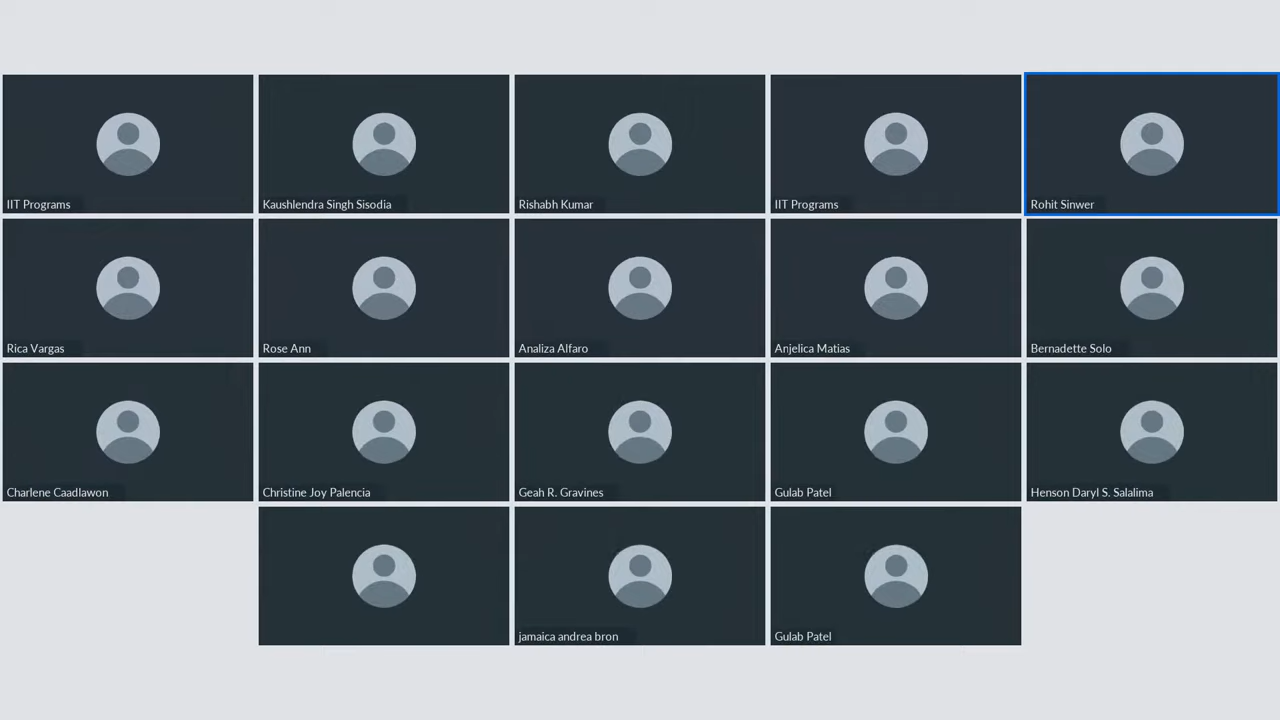 IIT Programs
Kaushlendra Singh Sisodia
Rishabh Kumar
IIT Programs
Rohit Sinwer
Rica Vargas
Rose Ann
Analiza Alfaro
Anjelica Matias
Bernadette Solo
Charlene Caadlawon
Christine Joy Palencia
Geah R. Gravines
Gulab Patel
Henson Daryl S. Salalima
jamaica andrea bron
Gulab Patel